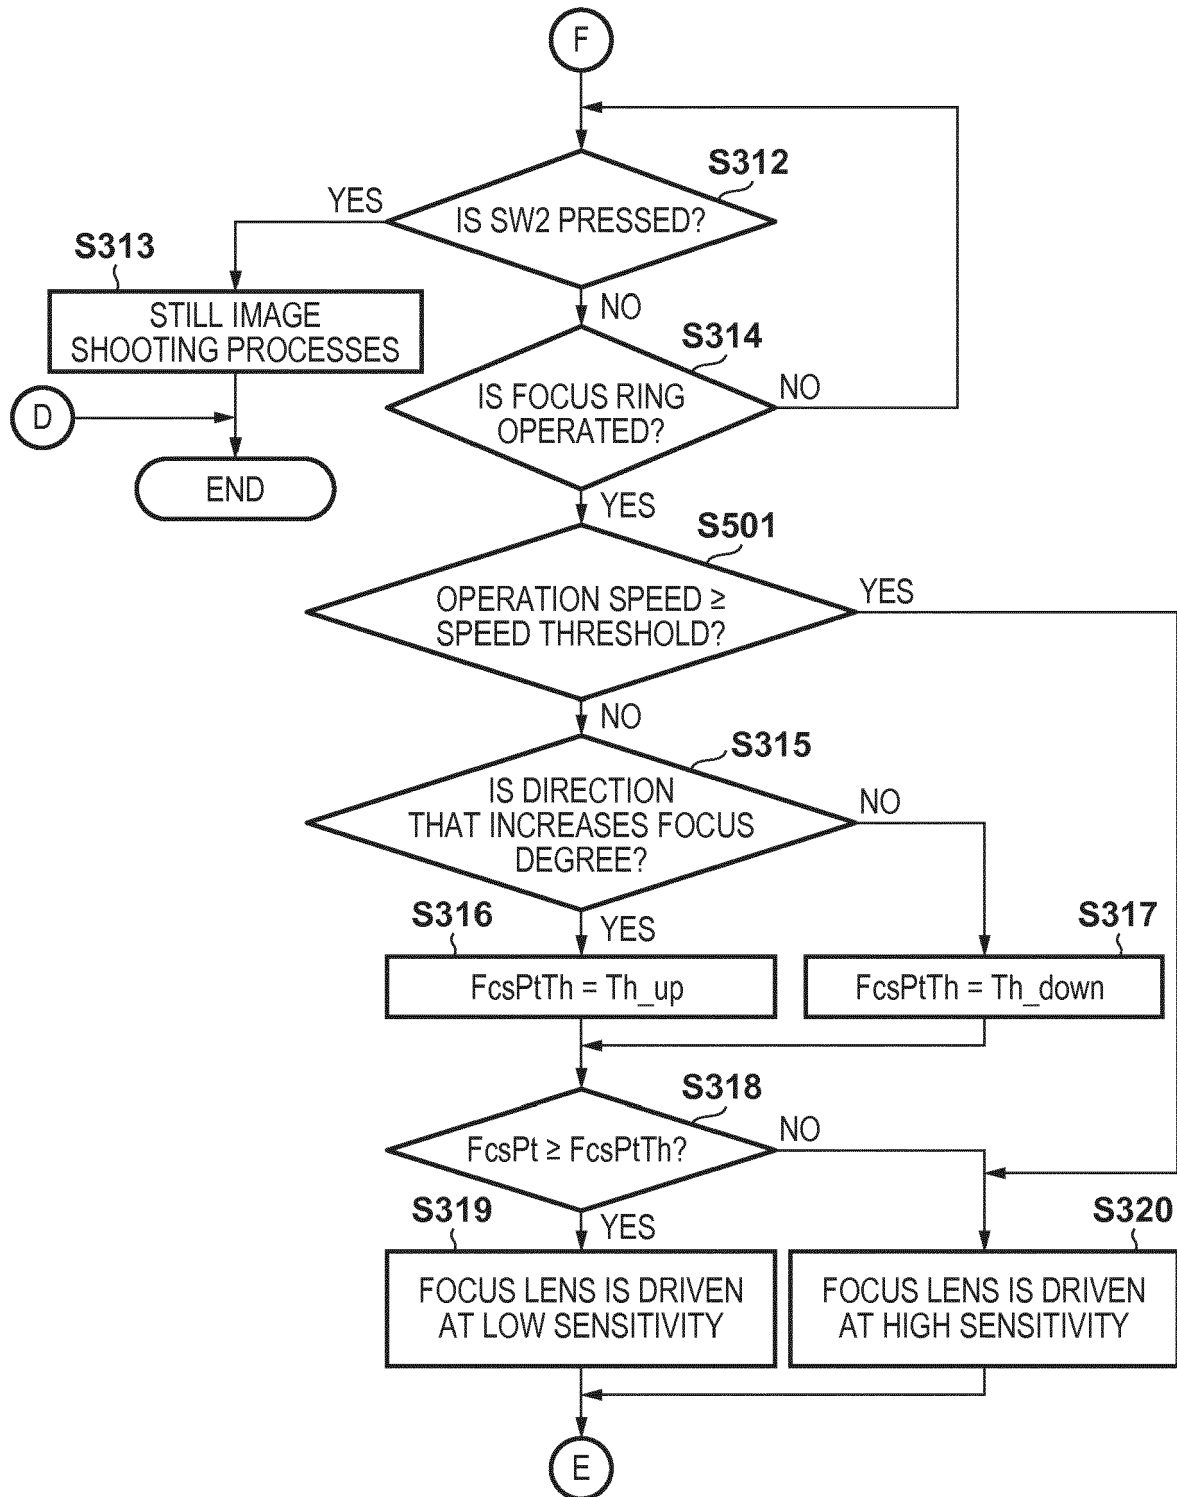 F
S312
YES
IS SW2 PRESSED?
S313
NO
STILL IMAGE
SHOOTING PROCESSES
S314
NO
IS FOCUS RING
OPERATED?
D
END
YES
S501
OPERATION SPEED ≥
SPEED THRESHOLD?
YES
NO
S315
IS DIRECTION
THAT INCREASES FOCUS
DEGREE?
NO
S316
YES
S317
FcsPtTh = Th_up
FcsPtTh = Th_down
S318
FcsPt ≥ FcsPtTh?
NO
S319
YES
S320
FOCUS LENS IS DRIVEN
AT LOW SENSITIVITY
FOCUS LENS IS DRIVEN
AT HIGH SENSITIVITY
E